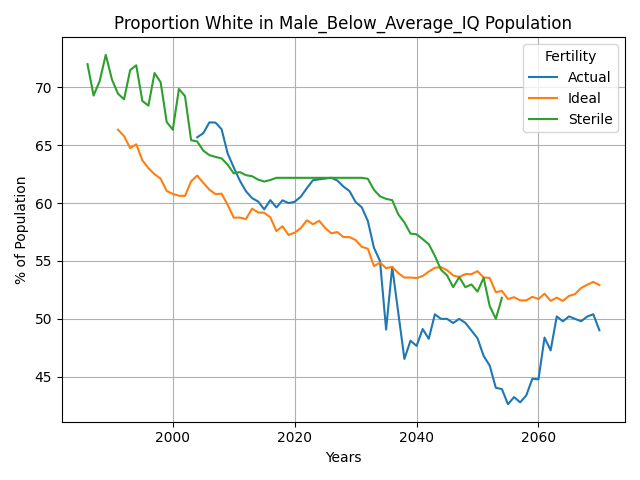 Proportion White in Male_Below_Average_IQ Population
Fertility
Actual
Ideal
Sterile
% of Population
70
65
60
55
50
45
2000
2020
2040
2060
Years